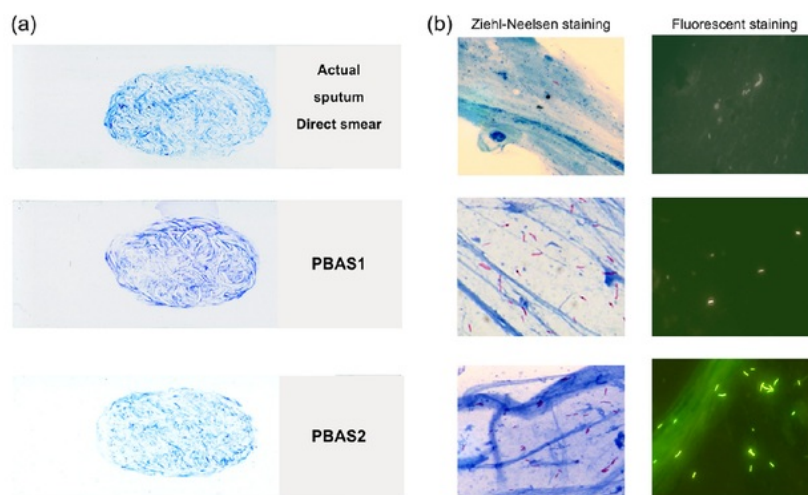 (a)
Actual
sputum
Direct smear
PBAS1
PBAS2
(b)
Ziehl-Neelsen staining
Fluorescent staining